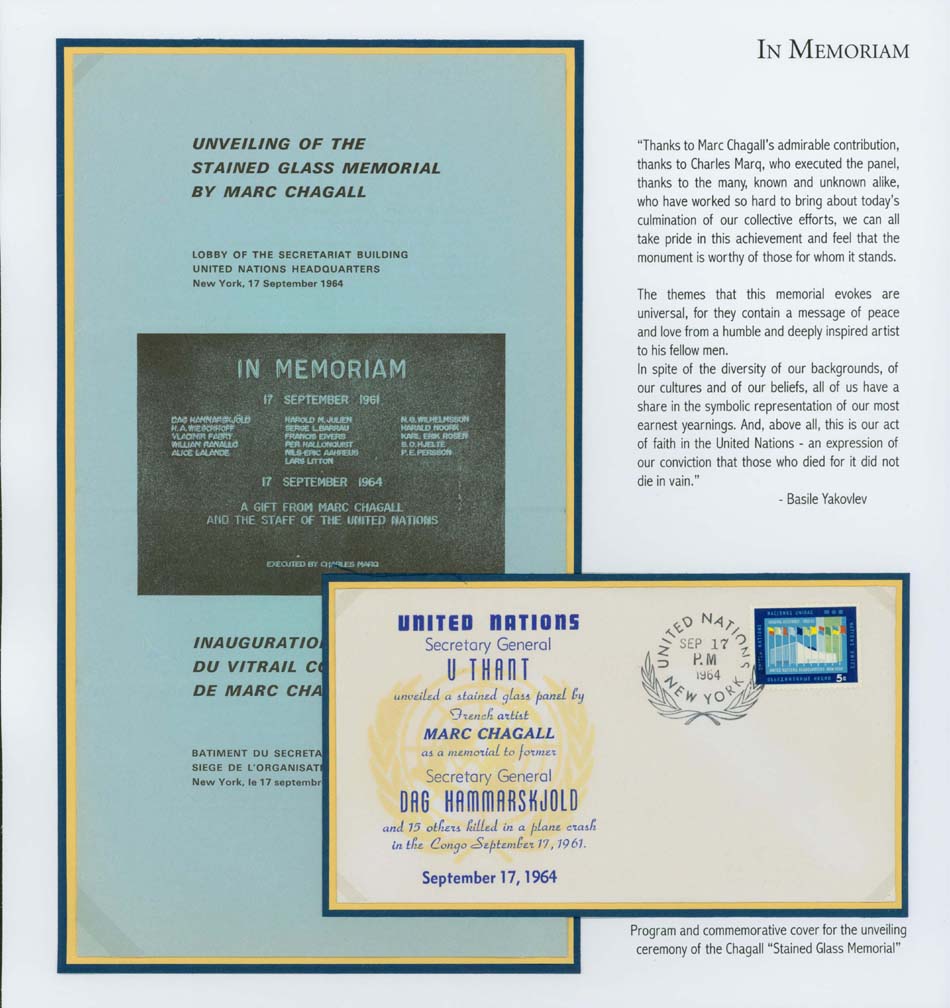 IN MEMORIAM
UNVEILING OF THE
STAINED GLASS MEMORIAL
BY MARC CHAGALL
LOBBY OF THE SECRETARIAT BUILDING
UNITED NATIONS HEADQUARTERS
New York, 17 September 1964
IN MEMORIAM
17 SEPTEMBER 1961
DAG HAMMARSKJÖLD
H.A. WIESCHHOFF
VLADIMIR FABRY
WILLIAM RANALLO
ALICE LALANDE
HAROLD M. JULIEN
SERGE L. BARRAU
FRANCIS EIVERS
PER HALLONQUIST
NILS-ERIC AAHREUS
LARS LITTON
N.G. WILHELMSSON
HARALD NOORK
KARL ERIK ROSEN
S.O. HJELTE
P.E. PERSSON
17 SEPTEMBER 1964
A GIFT FROM MARC CHAGALL
AND THE STAFF OF THE UNITED NATIONS
EXECUTED BY CHARLES MARQ
INAUGURATIO
DU VITRAIL CO
DE MARC CHA
BATIMENT DU SECRETA
SIEGE DE L'ORGANISAT
New York, le 17 septembr
"Thanks to Marc Chagall's admirable contribution,
thanks to Charles Marq, who executed the panel,
thanks to the many, known and unknown alike,
who have worked so hard to bring about today's
culmination of our collective efforts, we can all
take pride in this achievement and feel that the
monument is worthy of those for whom it stands.
The themes that this memorial evokes are
universal, for they contain a message of peace
and love from a humble and deeply inspired artist
to his fellow men.
In spite of the diversity of our backgrounds, of
our cultures and of our beliefs, all of us have a
share in the symbolic representation of our most
earnest yearnings. And, above all, this is our act
of faith in the United Nations - an expression of
our conviction that those who died for it did not
die in vain."
- Basile Yakovlev
UNITED NATIONS
Secretary General
U THANT
unveiled a stained glass panel by
French artist
MARC CHAGALL
as a memorial to former
Secretary General
DAG HAMMARSKJOLD
and 15 others killed in a plane crash
in the Congo September 17, 1961.
September 17, 1964
UNITED NATIONS
SEP 17
P.M
1964
NEW YORK
NACIONES UNIDAS
NATIONS UNIES
5c
Program and commemorative cover for the unveiling
ceremony of the Chagall "Stained Glass Memorial"